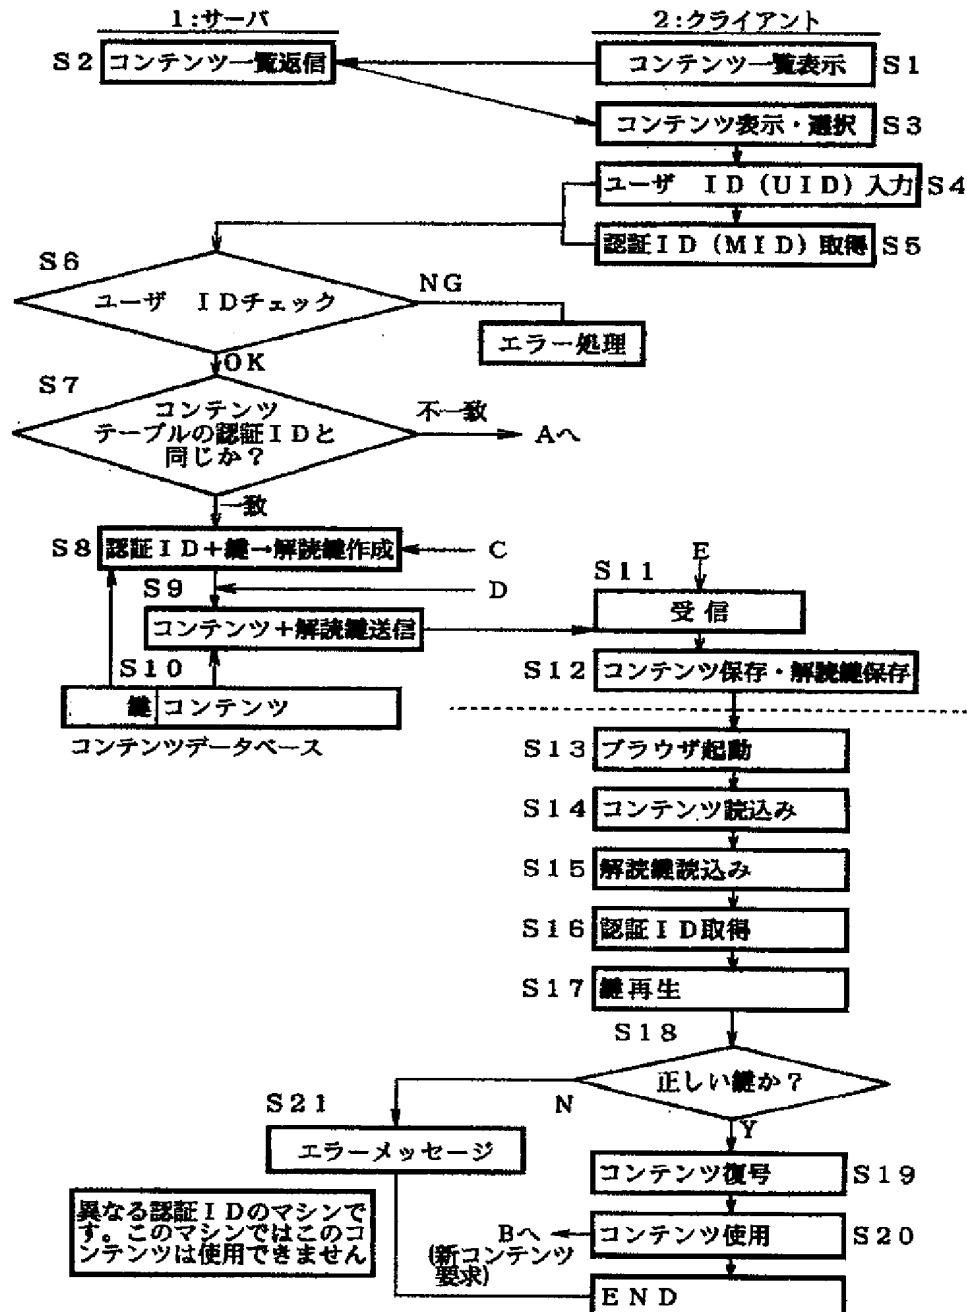 1:サーバ
2:クライアント
S2
コンテンツ一覧返信
コンテンツ一覧表示
S1
コンテンツ表示・選択
S3
ユーザ ID(UID)入力
S4
認証ID(MID)取得
S5
S6
ユーザ IDチェック
NG
エラー処理
OK
S7
コンテンツ
テーブルの認証IDと
同じか?
不一致
Aへ
一致
S8
認証ID+鍵→解読鍵作成
C
S9
D
コンテンツ+解読鍵送信
E
S11
受信
S10
S12
コンテンツ保存・解読鍵保存
鍵
コンテンツ
コンテンツデータベース
S13
ブラウザ起動
S14
コンテンツ読込み
S15
解読鍵読込み
S16
認証ID取得
S17
鍵再生
S18
正しい鍵か?
N
Y
S21
エラーメッセージ
コンテンツ復号
S19
異なる認証IDのマシンで
す。このマシンではこのコ
ンテンツは使用できません
Bへ
(新コンテンツ
要求)
コンテンツ使用
S20
END